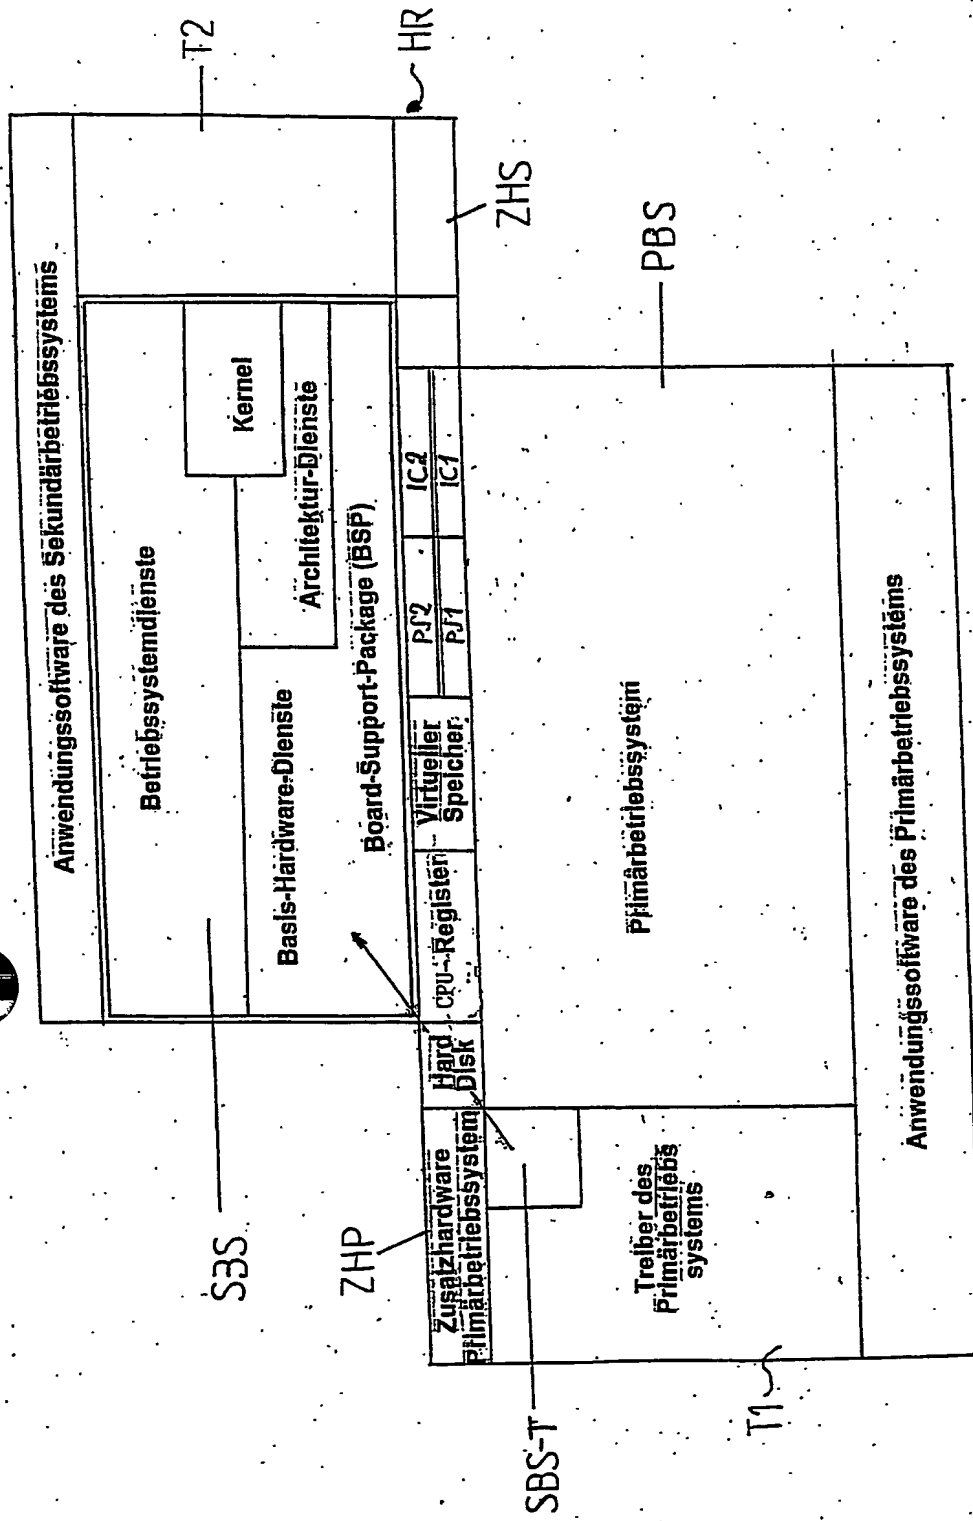 Anwendungssoftware des Sekundärbetriebssystems
T2
Betriebssystemdienste
Kernel
Basis-Hardware-Dienste
Architektur-Dienste
Board-Support-Package (BSP)
SBS
HR
ZHP
Zusatzhardware
Primärbetriebssystem
Hard
Disk
CPU-Register
Virtueller
Speicher
PJ2
IC2
PJ1
IC1
ZHS
SBS-T
Treiber des
Primärbetriebs
systems
Primärbetriebssystem
PBS
T1
Anwendungssoftware des Primärbetriebssystems